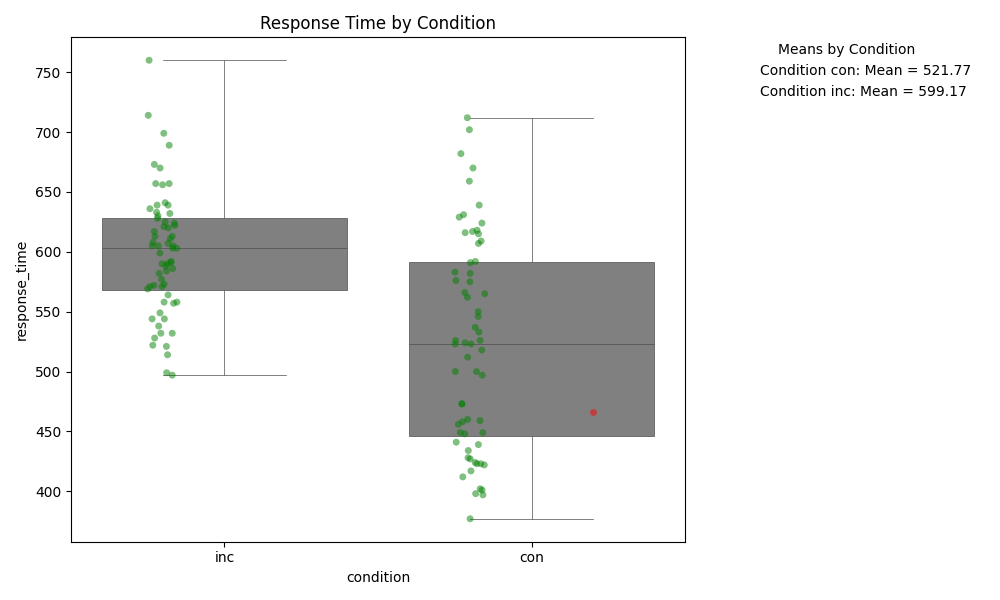 Response Time by Condition
Means by Condition
Condition con: Mean = 521.77
Condition inc: Mean = 599.17
750
700
650
600
550
500
450
400
response_time
inc
con
condition